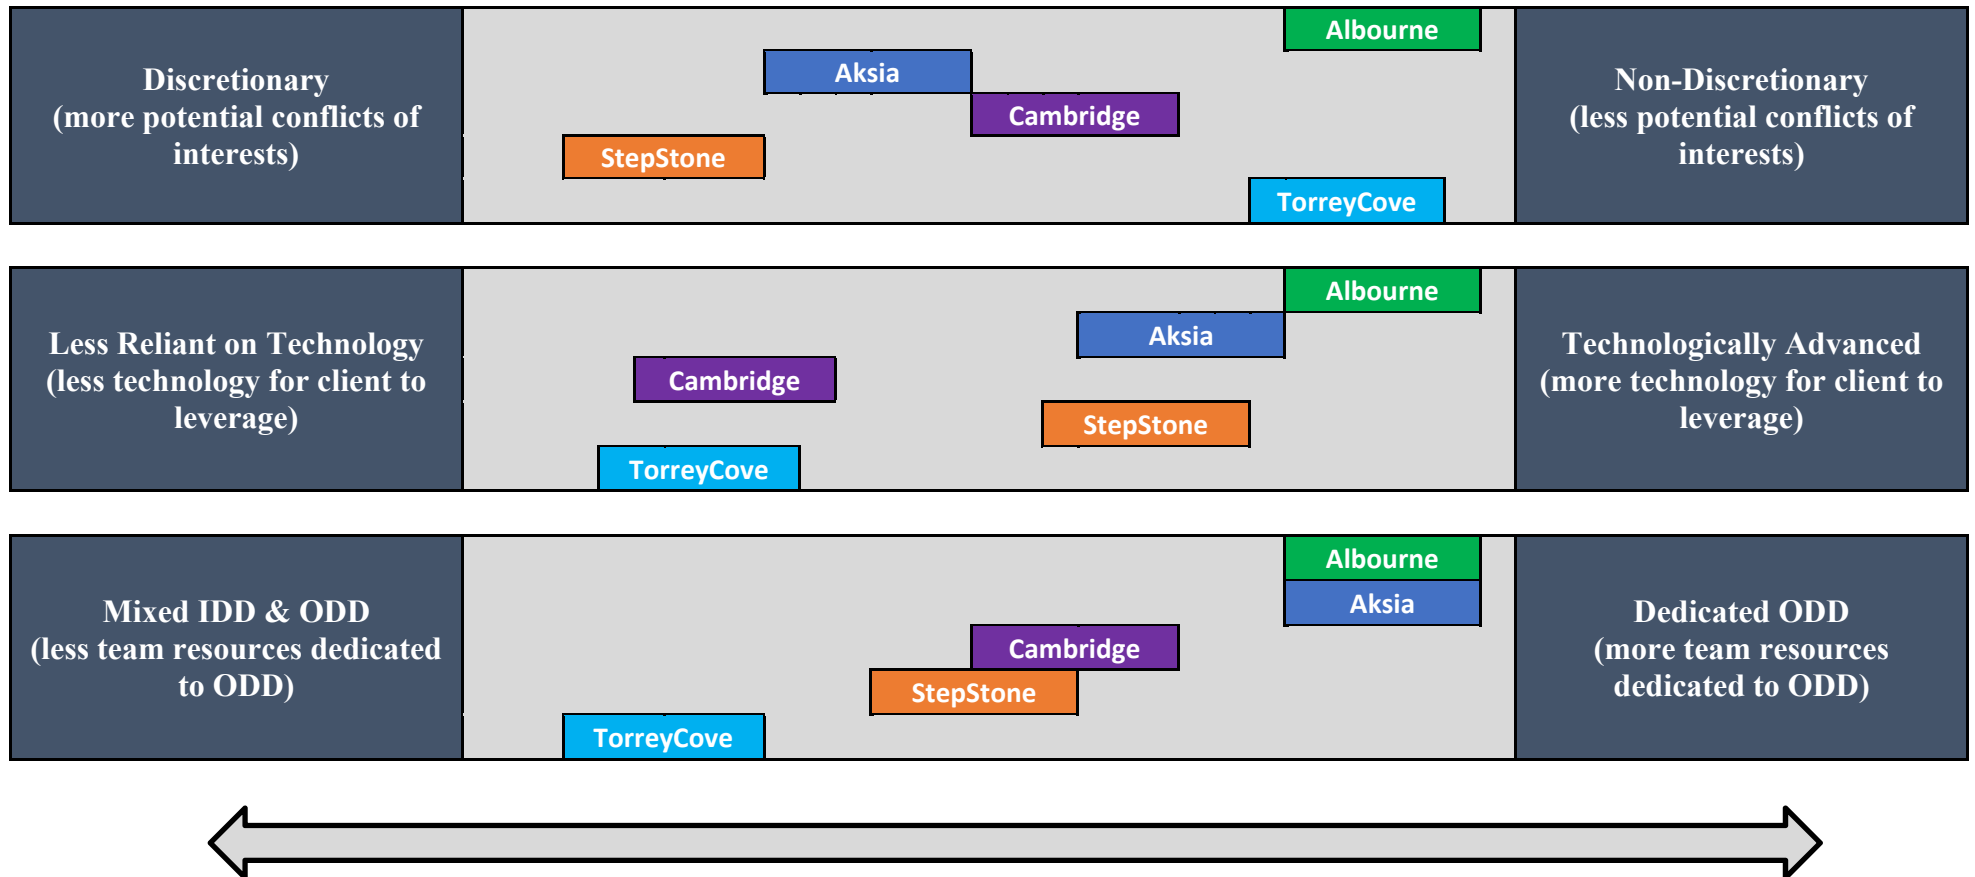 Discretionary
(more potential conflicts of
interests)
Albourne
Aksia
Cambridge
StepStone
TorreyCove
Non-Discretionary
(less potential conflicts of
interests)
Less Reliant on Technology
(less technology for client to
leverage)
Albourne
Aksia
Cambridge
StepStone
TorreyCove
Technologically Advanced
(more technology for client to
leverage)
Mixed IDD & ODD
(less team resources dedicated
to ODD)
Albourne
Aksia
Cambridge
StepStone
TorreyCove
Dedicated ODD
(more team resources
dedicated to ODD)